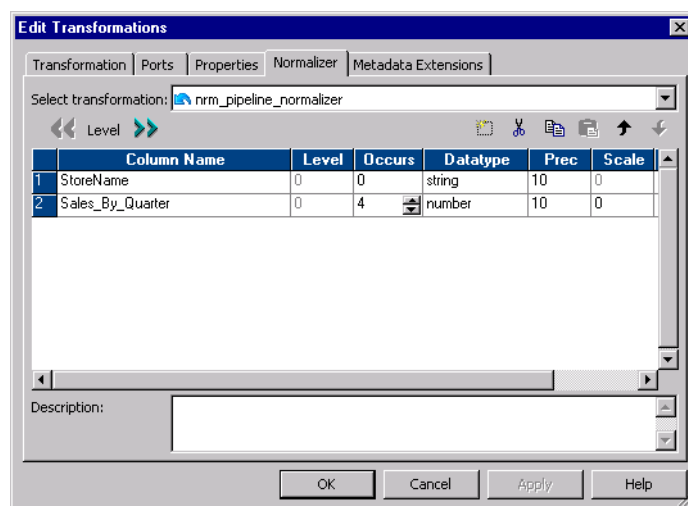 Edit Transformations
Transformation Ports Properties Normalizer Metadata Extensions
Select transformation: nrm_pipeline_normalizer
Level
Column Name Level Occurs Datatype Prec Scale
1 StoreName 0 0 string 10 0
2 Sales_By_Quarter 0 4 number 10 0
Description:
OK Cancel Apply Help